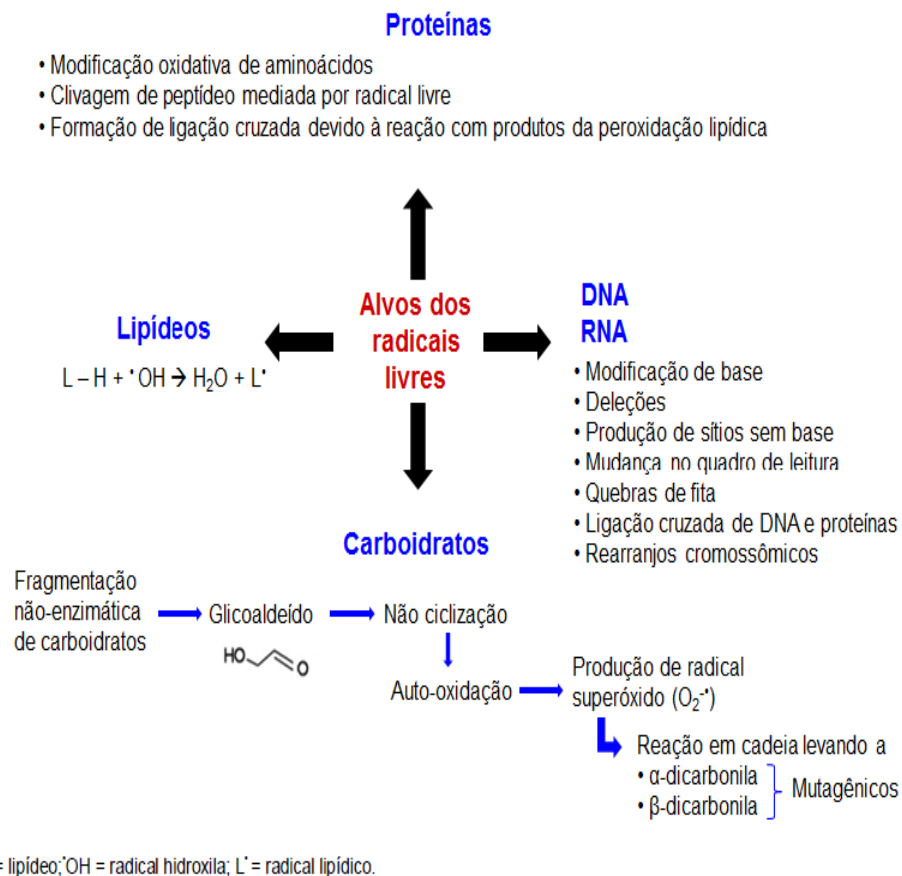 Proteínas
• Modificação oxidativa de aminoácidos
• Clivagem de peptídeo mediada por radical livre
• Formação de ligação cruzada devido à reação com produtos da peroxidação lipídica
Alvos dos
radicais
livres
Lipídeos
L – H + •OH → H₂O + L•
DNA
RNA
• Modificação de base
• Deleções
• Produção de sítios sem base
• Mudança no quadro de leitura
• Quebras de fita
• Ligação cruzada de DNA e proteínas
• Rearranjos cromossômicos
Carboidratos
Fragmentação
não-enzimática
de carboidratos
Glicoaldeído
HO
O
Não ciclização
Auto-oxidação
Produção de radical
superóxido (O₂⁻•)
Reação em cadeia levando a
• α-dicarbonila
• β-dicarbonila
Mutagênicos
= lipídeo; •OH = radical hidroxila; L• = radical lipídico.